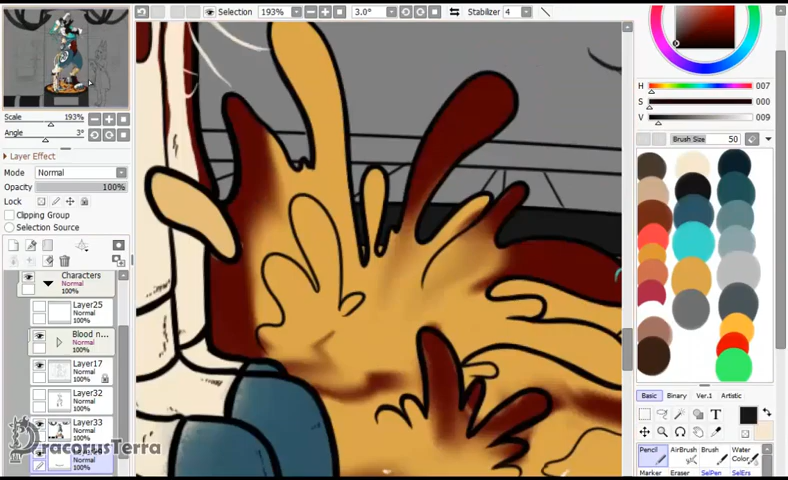 Selection 193% 3.0° Stabilizer 4
Scale 193%
Angle 3°
Layer Effect
Mode Normal
Opacity 100%
Lock
Clipping Group
Selection Source
Characters
Normal
100%
Layer25
Normal
100%
Blood n...
Normal
100%
Layer17
Normal
100%
Layer32
Normal
100%
Layer33
Normal
100%
Normal
100%
DracorusTerra
H 007
S 000
V 009
Brush Size 50
Basic Binary Ver.1 Artist
Pencil AirBrush Brush Water Color
Marker Eraser SelPen SelErs